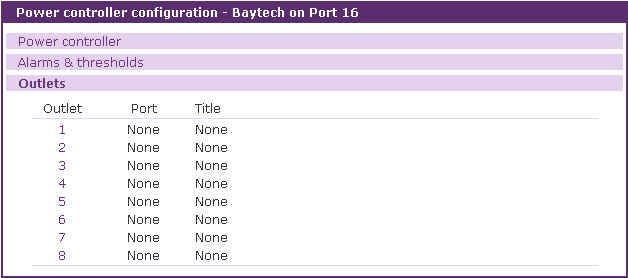 Power controller configuration - Baytech on Port 16
Power controller
Alarms & thresholds
Outlets
Outlet Port Title
1 None None
2 None None
3 None None
4 None None
5 None None
6 None None
7 None None
8 None None